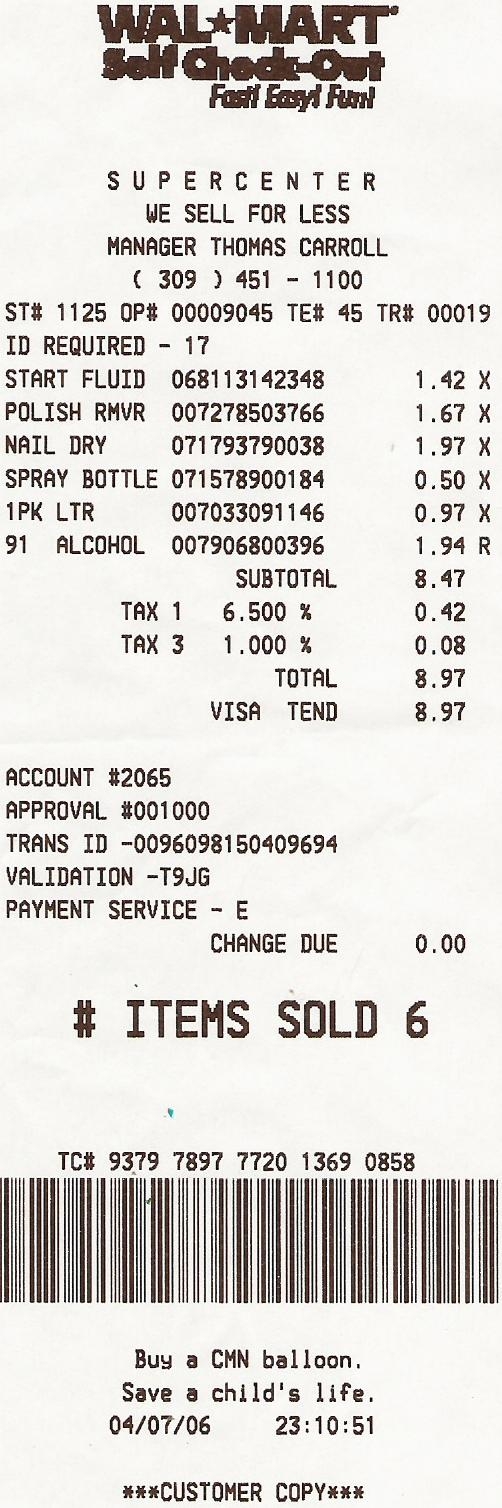 WAL★MART®
Self Check-Out
Fast! Easy! Fun!
SUPERCENTER
WE SELL FOR LESS
MANAGER THOMAS CARROLL
( 309 ) 451 - 1100
ST# 1125 OP# 00009045 TE# 45 TR# 00019
ID REQUIRED - 17
START FLUID 068113142348 1.42 X
POLISH RMVR 007278503766 1.67 X
NAIL DRY 071793790038 1.97 X
SPRAY BOTTLE 071578900184 0.50 X
1PK LTR 007033091146 0.97 X
91 ALCOHOL 007906800396 1.94 R
SUBTOTAL 8.47
TAX 1 6.500 % 0.42
TAX 3 1.000 % 0.08
TOTAL 8.97
VISA TEND 8.97
ACCOUNT #2065
APPROVAL #001000
TRANS ID -0096098150409694
VALIDATION -T9JG
PAYMENT SERVICE - E
CHANGE DUE 0.00
# ITEMS SOLD 6
TC# 9379 7897 7720 1369 0858
Buy a CMN balloon.
Save a child's life.
04/07/06 23:10:51
***CUSTOMER COPY***